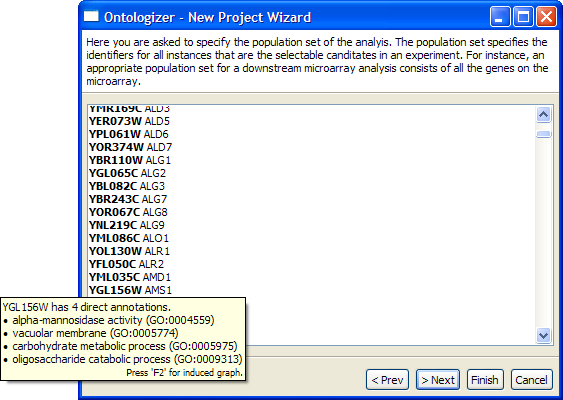 Ontologizer - New Project Wizard
Here you are asked to specify the population set of the analyis. The population set specifies the
identifiers for all instances that are the selectable canditates in an experiment. For instance, an
appropriate population set for a downstream microarray analysis consists of all the genes on the
microarray.
YMR169C ALD3
YER073W ALD5
YPL061W ALD6
YOR374W ALD7
YBR110W ALG1
YGL065C ALG2
YBL082C ALG3
YBR243C ALG7
YOR067C ALG8
YNL219C ALG9
YML086C ALO1
YOL130W ALR1
YFL050C ALR2
YML035C AMD1
YGL156W AMS1
YGL156W has 4 direct annotations.
• alpha-mannosidase activity (GO:0004559)
• vacuolar membrane (GO:0005774)
• carbohydrate metabolic process (GO:0005975)
• oligosaccharide catabolic process (GO:0009313)
Press 'F2' for induced graph.
< Prev > Next Finish Cancel